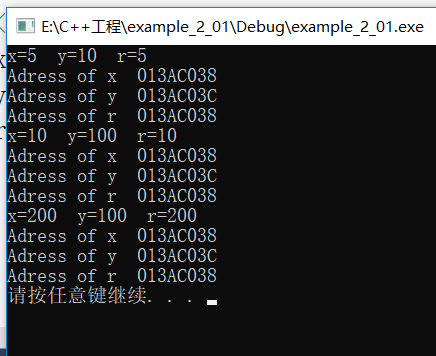 E:\C++工程\example_2_01\Debug\example_2_01.exe
x=5  y=10  r=5
Adress of x  013AC038
Adress of y  013AC03C
Adress of r  013AC038
x=10  y=100  r=10
Adress of x  013AC038
Adress of y  013AC03C
Adress of r  013AC038
x=200  y=100  r=200
Adress of x  013AC038
Adress of y  013AC03C
Adress of r  013AC038
请按任意键继续. . .